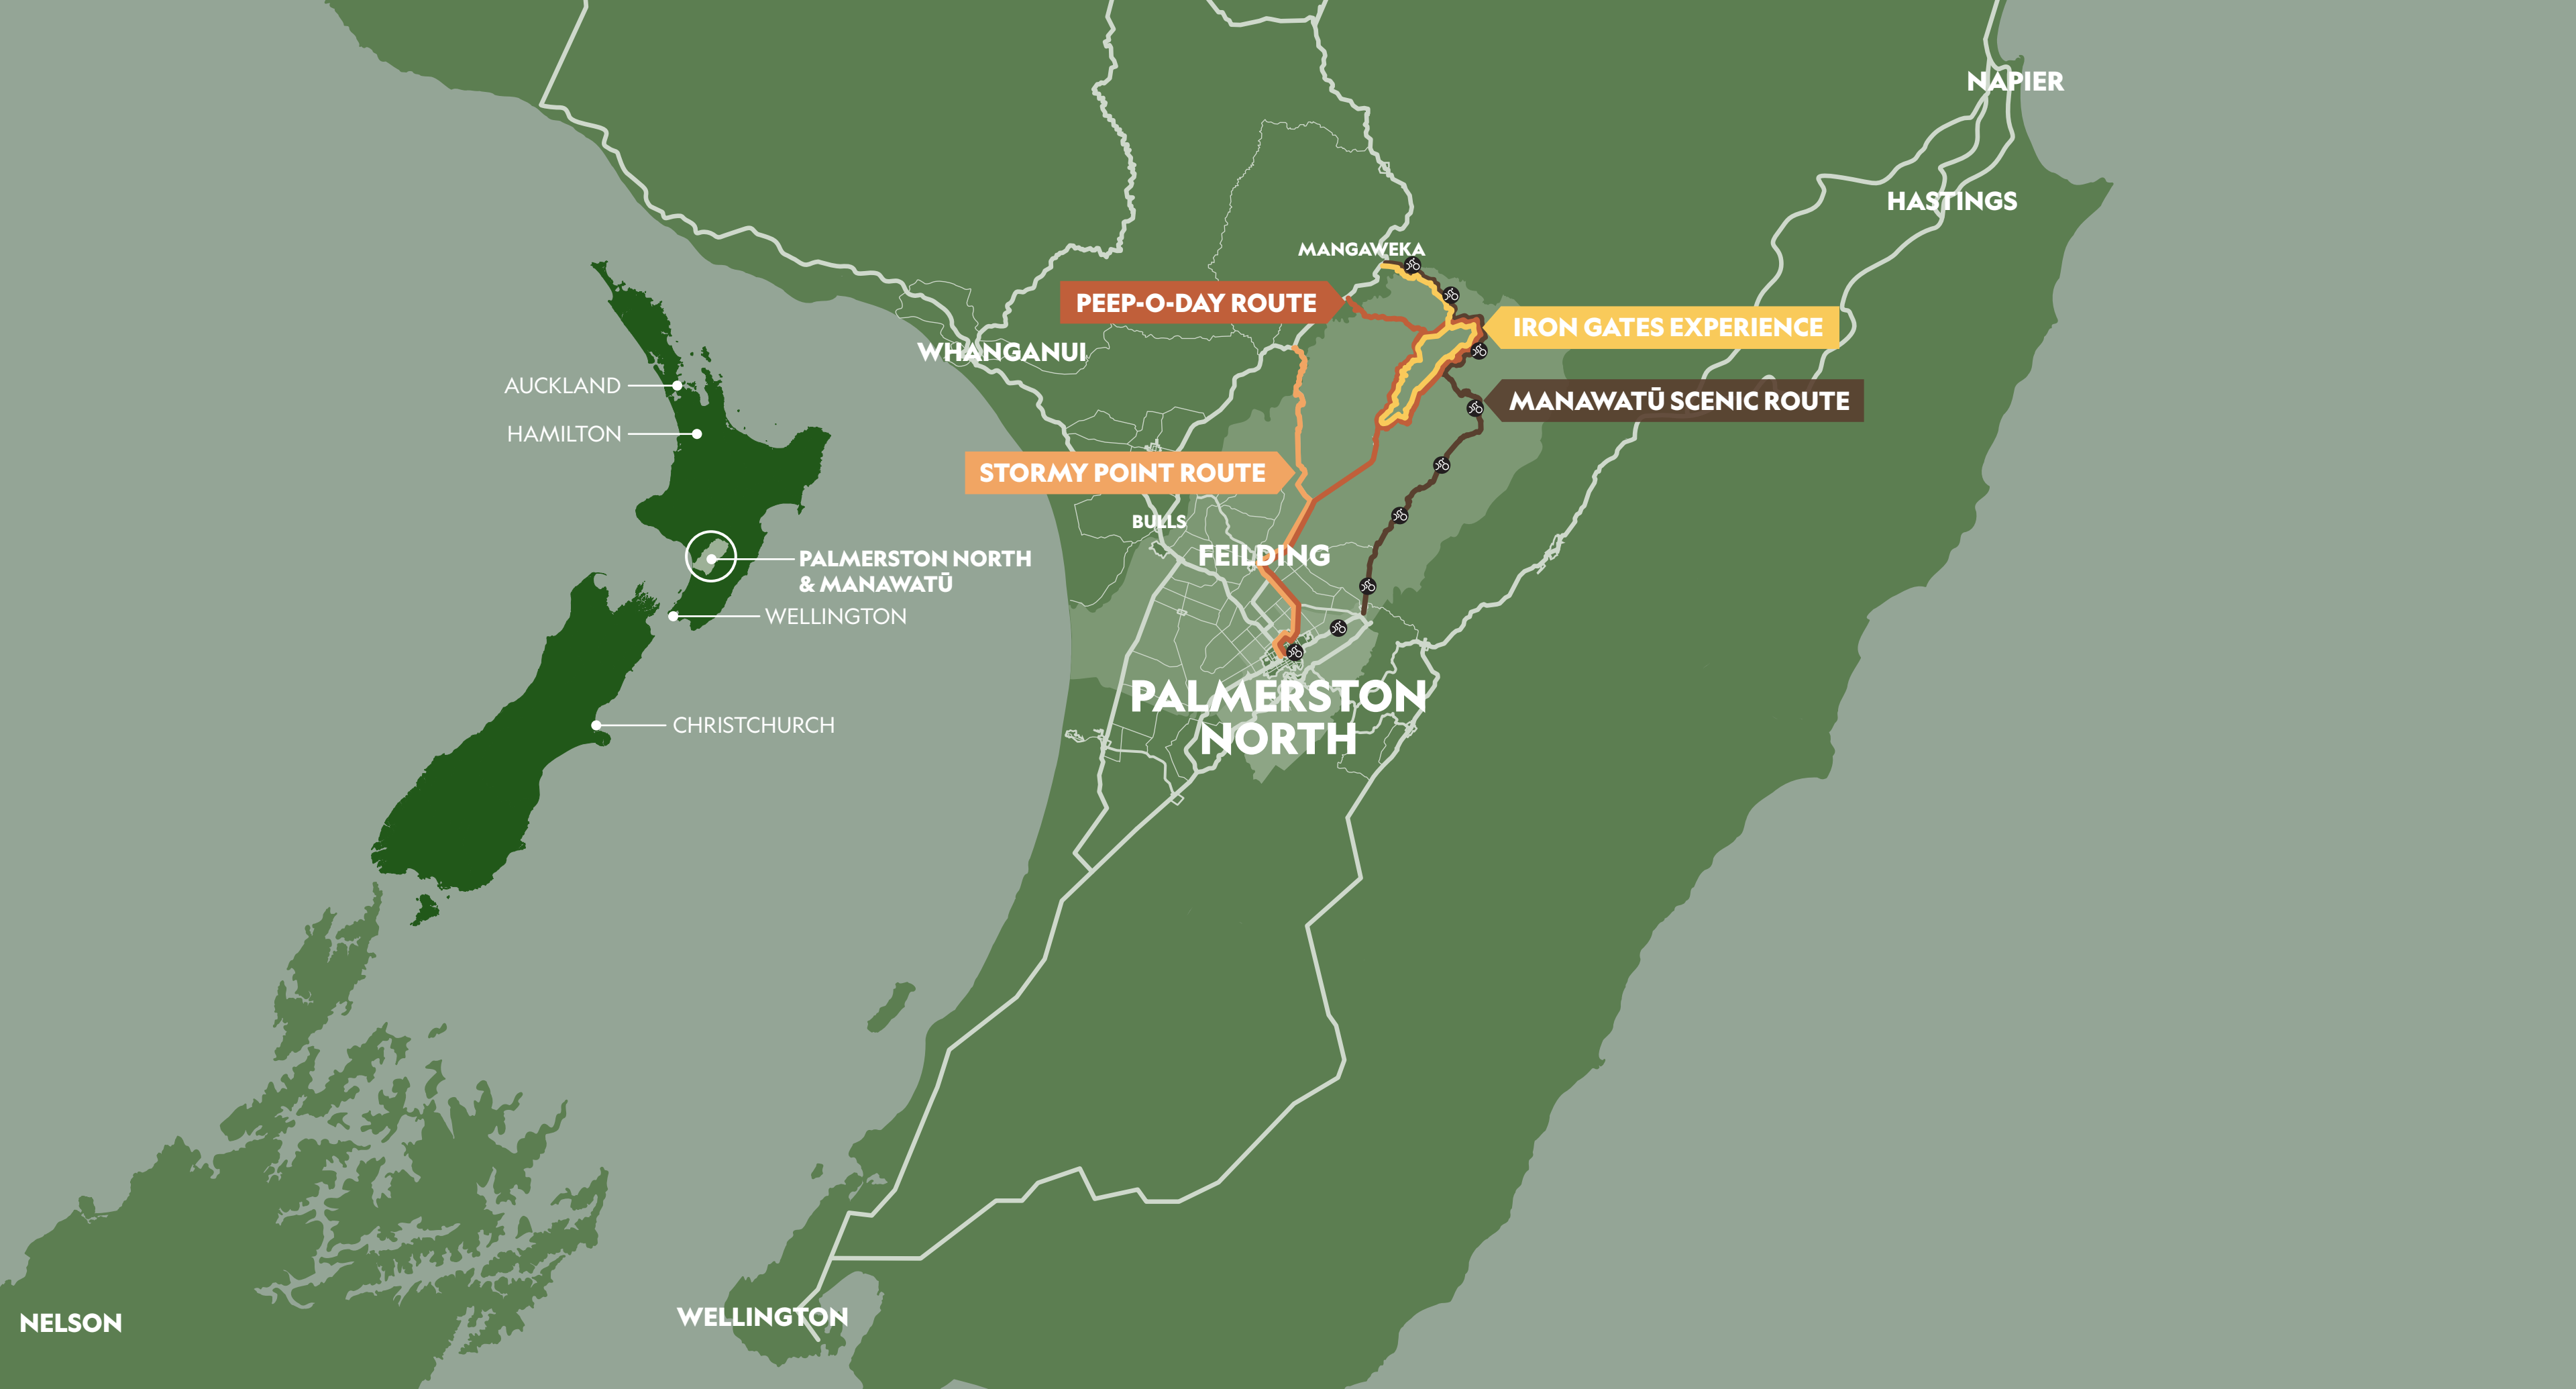 NAPIER
HASTINGS
MANGAWEKA
PEEP-O-DAY ROUTE
IRON GATES EXPERIENCE
WHANGANUI
MANAWATŪ SCENIC ROUTE
STORMY POINT ROUTE
BULLS
FEILDING
PALMERSTON
NORTH
AUCKLAND
HAMILTON
PALMERSTON NORTH
& MANAWATŪ
WELLINGTON
CHRISTCHURCH
NELSON
WELLINGTON